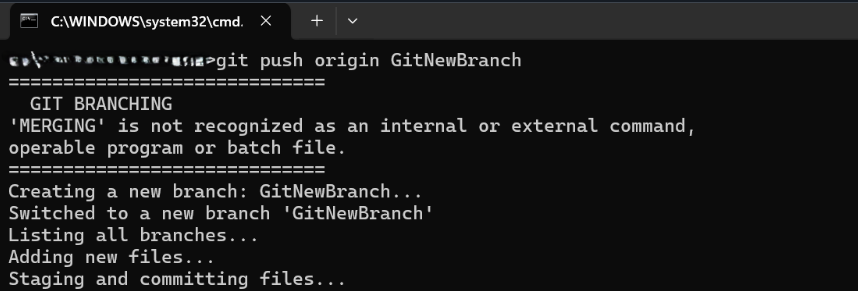 C:\WINDOWS\system32\cmd.
>git push origin GitNewBranch
=============================
GIT BRANCHING
'MERGING' is not recognized as an internal or external command,
operable program or batch file.
=============================
Creating a new branch: GitNewBranch...
Switched to a new branch 'GitNewBranch'
Listing all branches...
Adding new files...
Staging and committing files...